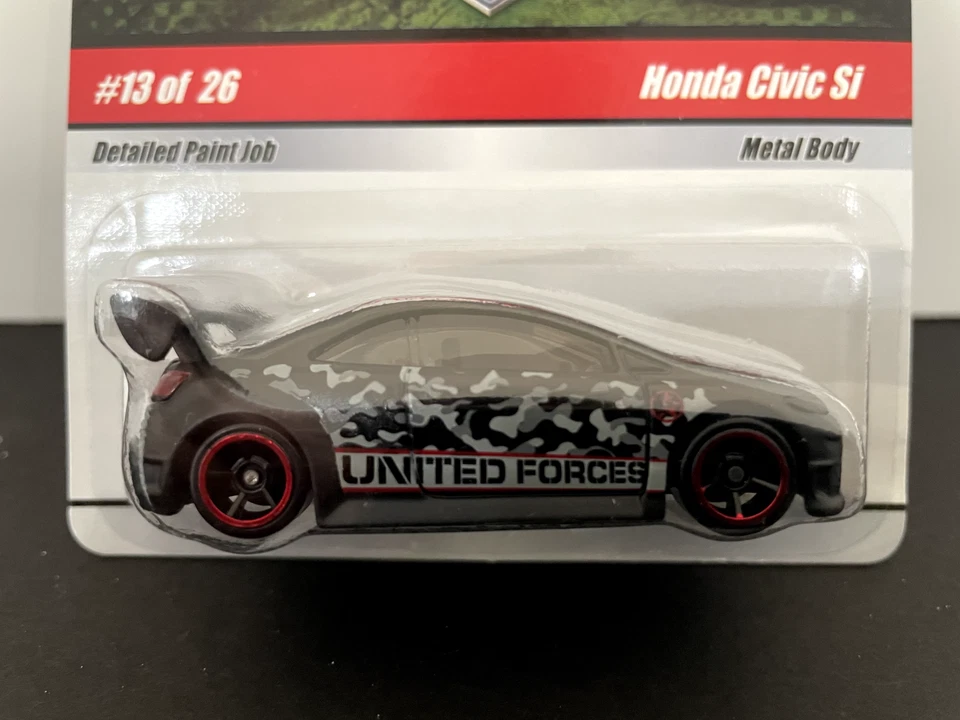 #13 of 26
Honda Civic Si
Detailed Paint Job
Metal Body
UNITED FORCES